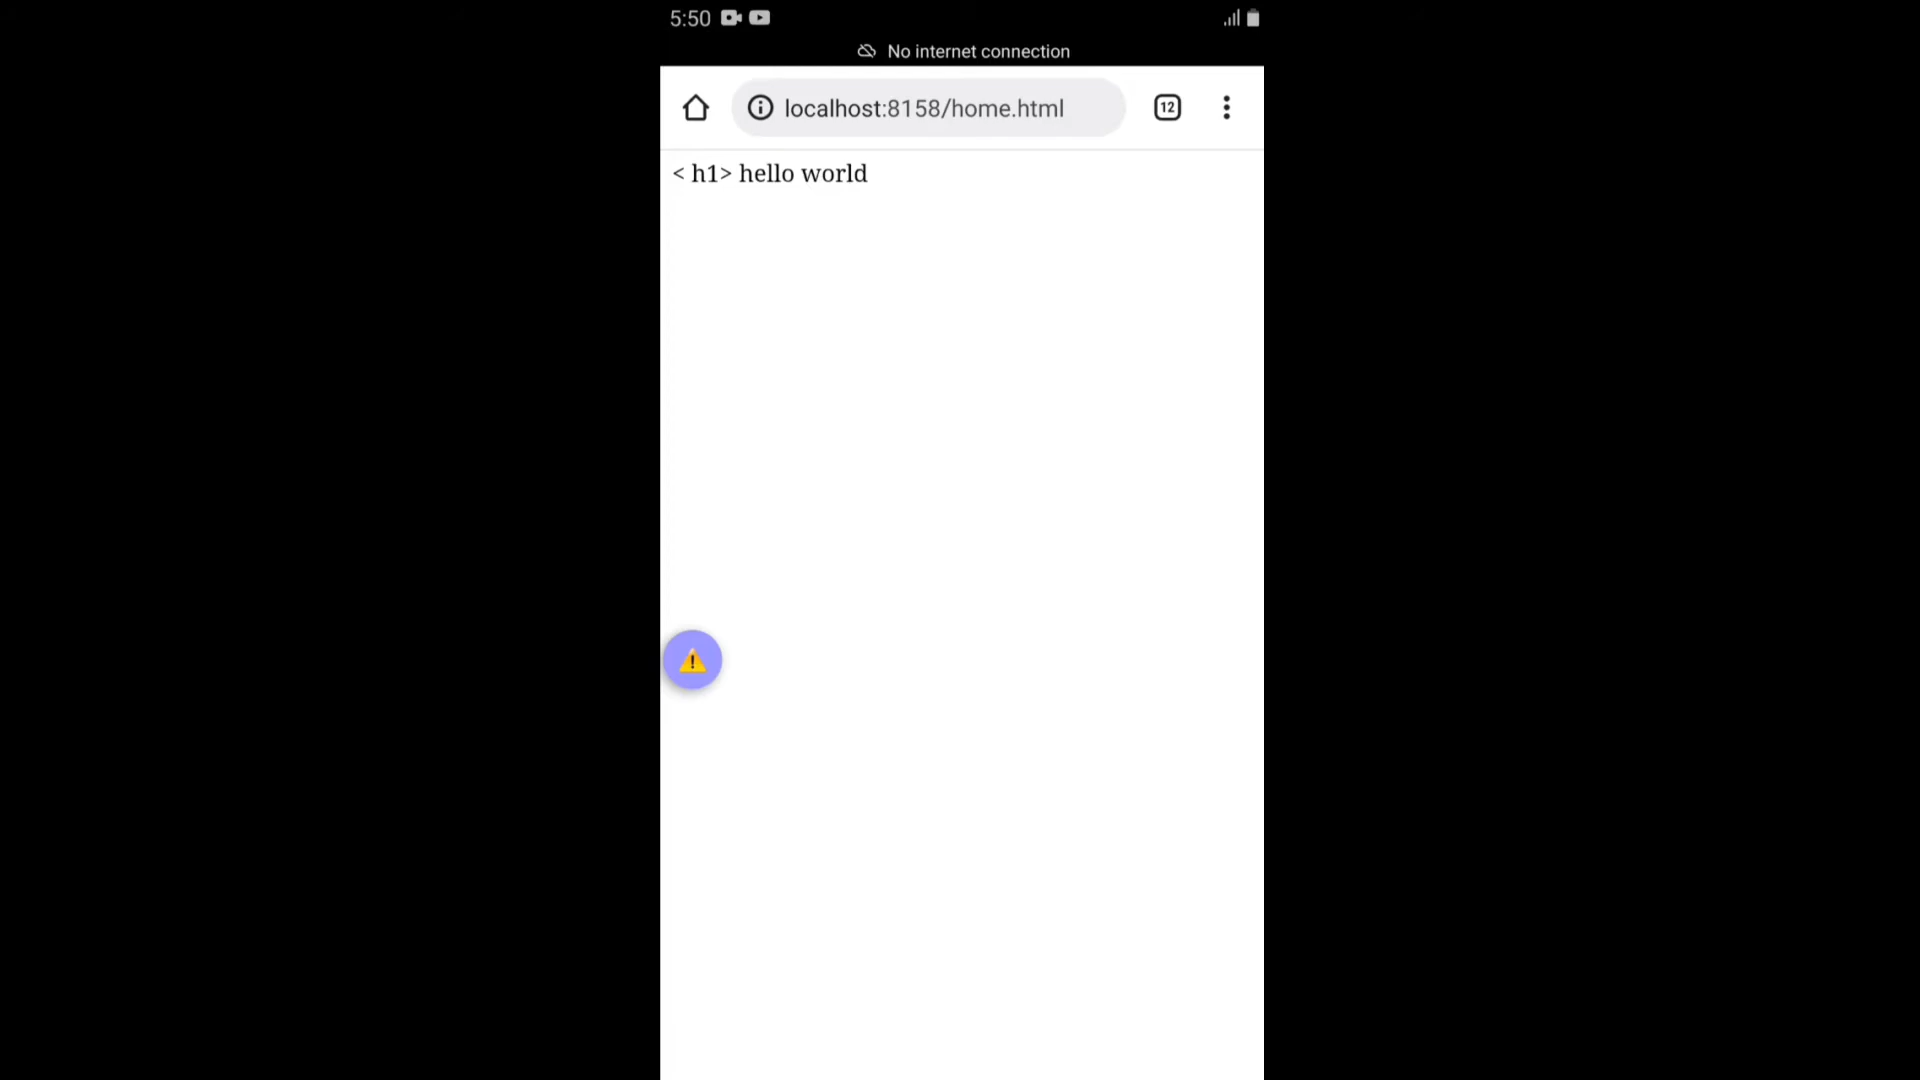 5:50
No internet connection
localhost:8158/home.html
12
< h1> hello world